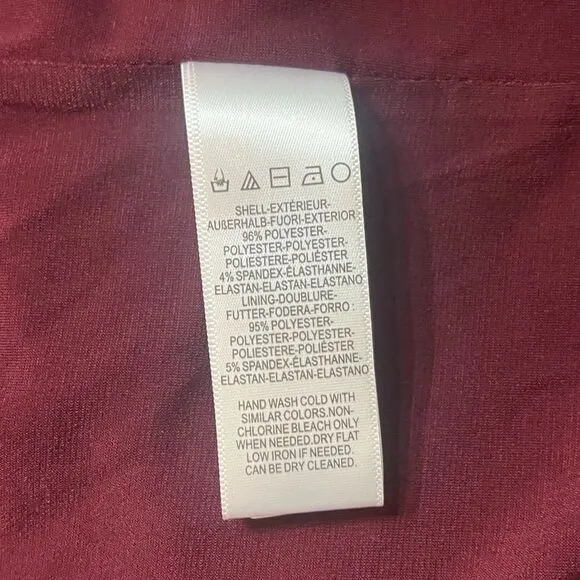 SHELL-EXTÉRIEUR-
AUßERHALB-FUORI-EXTERIOR:
96% POLYESTER-
POLYESTER-POLYESTER-
POLIESTERE-POLIÉSTER
4% SPANDEX-ÉLASTHANNE-
ELASTAN-ELASTAN-ELASTANO
LINING-DOUBLURE-
FUTTER-FODERA-FORRO :
95% POLYESTER-
POLYESTER-POLYESTER-
POLIESTERE-POLIÉSTER
5% SPANDEX-ÉLASTHANNE-
ELASTAN-ELASTAN-ELASTANO
HAND WASH COLD WITH
SIMILAR COLORS.NON-
CHLORINE BLEACH ONLY
WHEN NEEDED.DRY FLAT
LOW IRON IF NEEDED.
CAN BE DRY CLEANED.